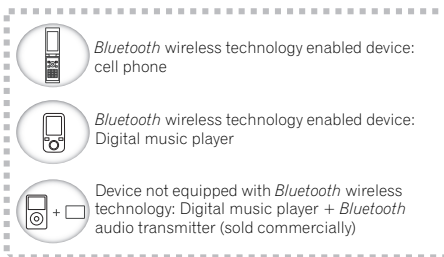 Bluetooth wireless technology enabled device:
cell phone
Bluetooth wireless technology enabled device:
Digital music player
Device not equipped with Bluetooth wireless
technology: Digital music player + Bluetooth
audio transmitter (sold commercially)
+